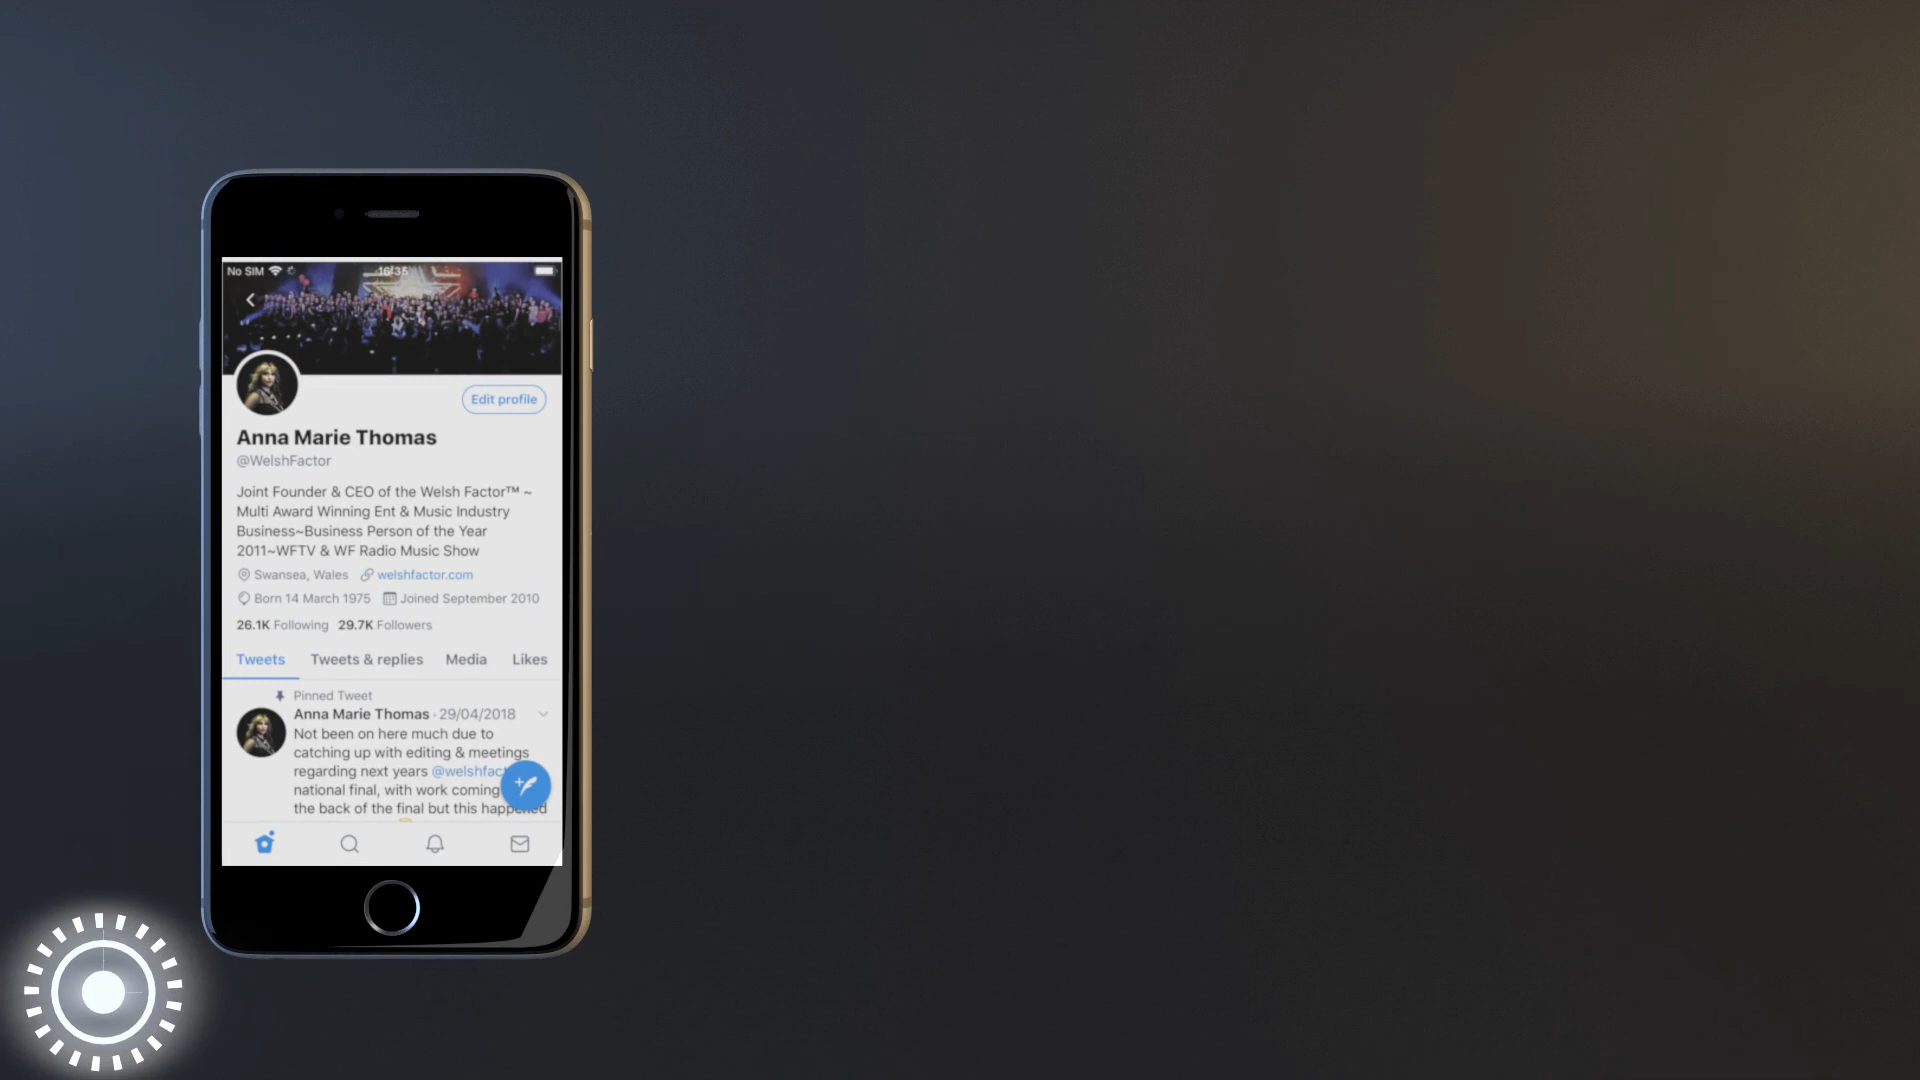 No SIM 16:35
Edit profile
Anna Marie Thomas
@WelshFactor
Joint Founder & CEO of the Welsh Factor™ ~
Multi Award Winning Ent & Music Industry
Business~Business Person of the Year
2011~WFTV & WF Radio Music Show
Swansea, Wales welshfactor.com
Born 14 March 1975 Joined September 2010
26.1K Following 29.7K Followers
Tweets Tweets & replies Media Likes
Pinned Tweet
Anna Marie Thomas · 29/04/2018
Not been on here much due to
catching up with editing & meetings
regarding next years @welshfac
national final, with work coming
the back of the final but this happened